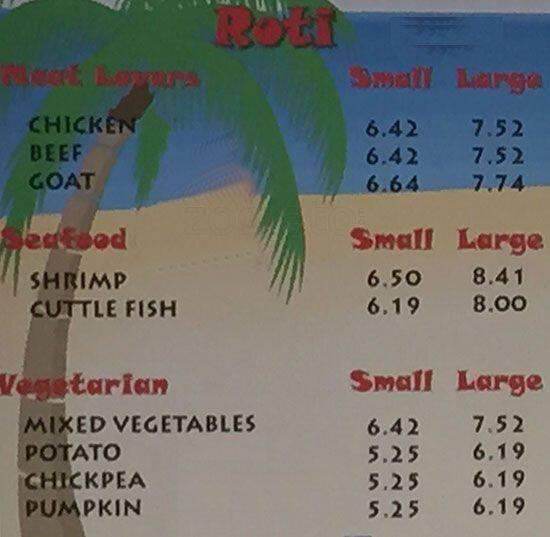 Roti
Meat Lovers Small Large
CHICKEN 6.42 7.52
BEEF 6.42 7.52
GOAT 6.64 7.74
Seafood Small Large
SHRIMP 6.50 8.41
CUTTLE FISH 6.19 8.00
Vegetarian Small Large
MIXED VEGETABLES 6.42 7.52
POTATO 5.25 6.19
CHICKPEA 5.25 6.19
PUMPKIN 5.25 6.19